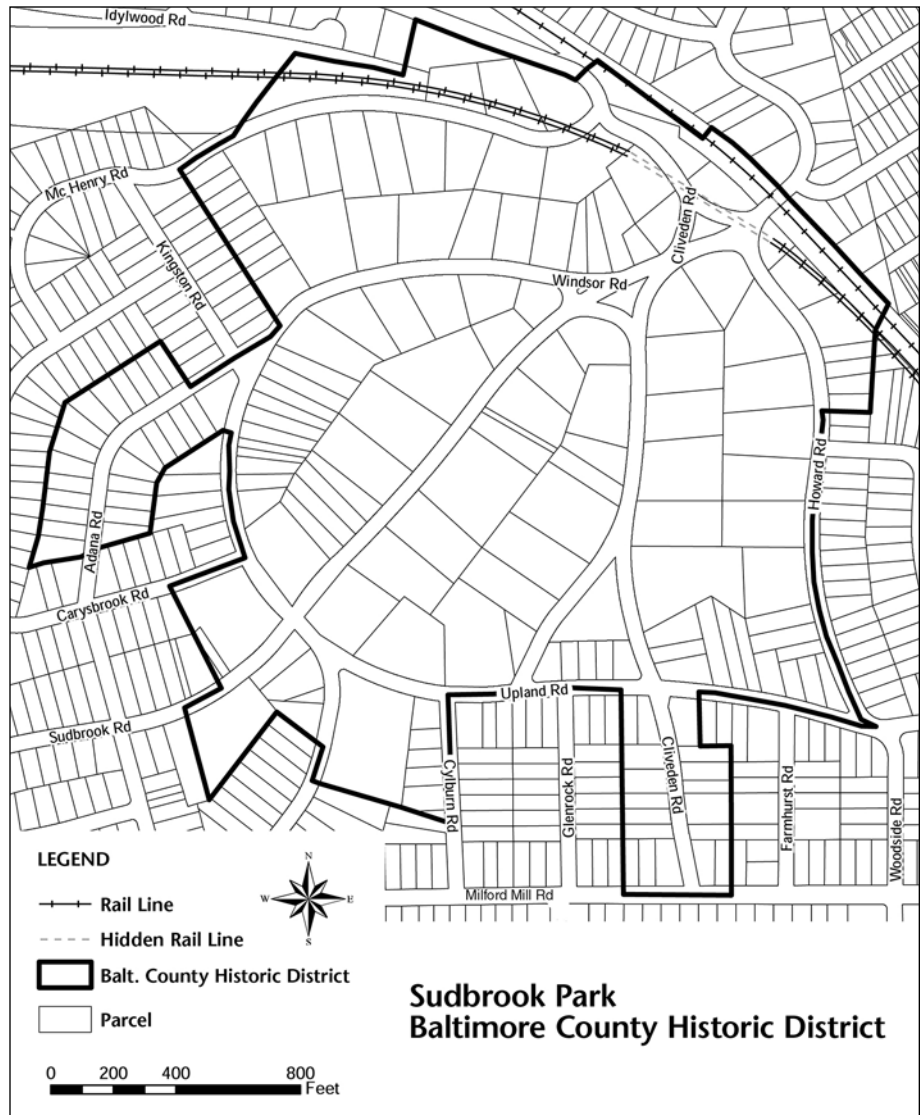 Idylwood Rd
Mc Henry Rd
Kingston Rd
Cliveden Rd
Windsor Rd
Howard Rd
Adana Rd
Carysbrook Rd
Upland Rd
Sudbrook Rd
Cylburn Rd
Glenrock Rd
Cliveden Rd
Farmhurst Rd
Woodside Rd
Milford Mill Rd
LEGEND
N
W
E
S
Rail Line
Hidden Rail Line
Balt. County Historic District
Parcel
0 200 400 800
Feet
Sudbrook Park
Baltimore County Historic District